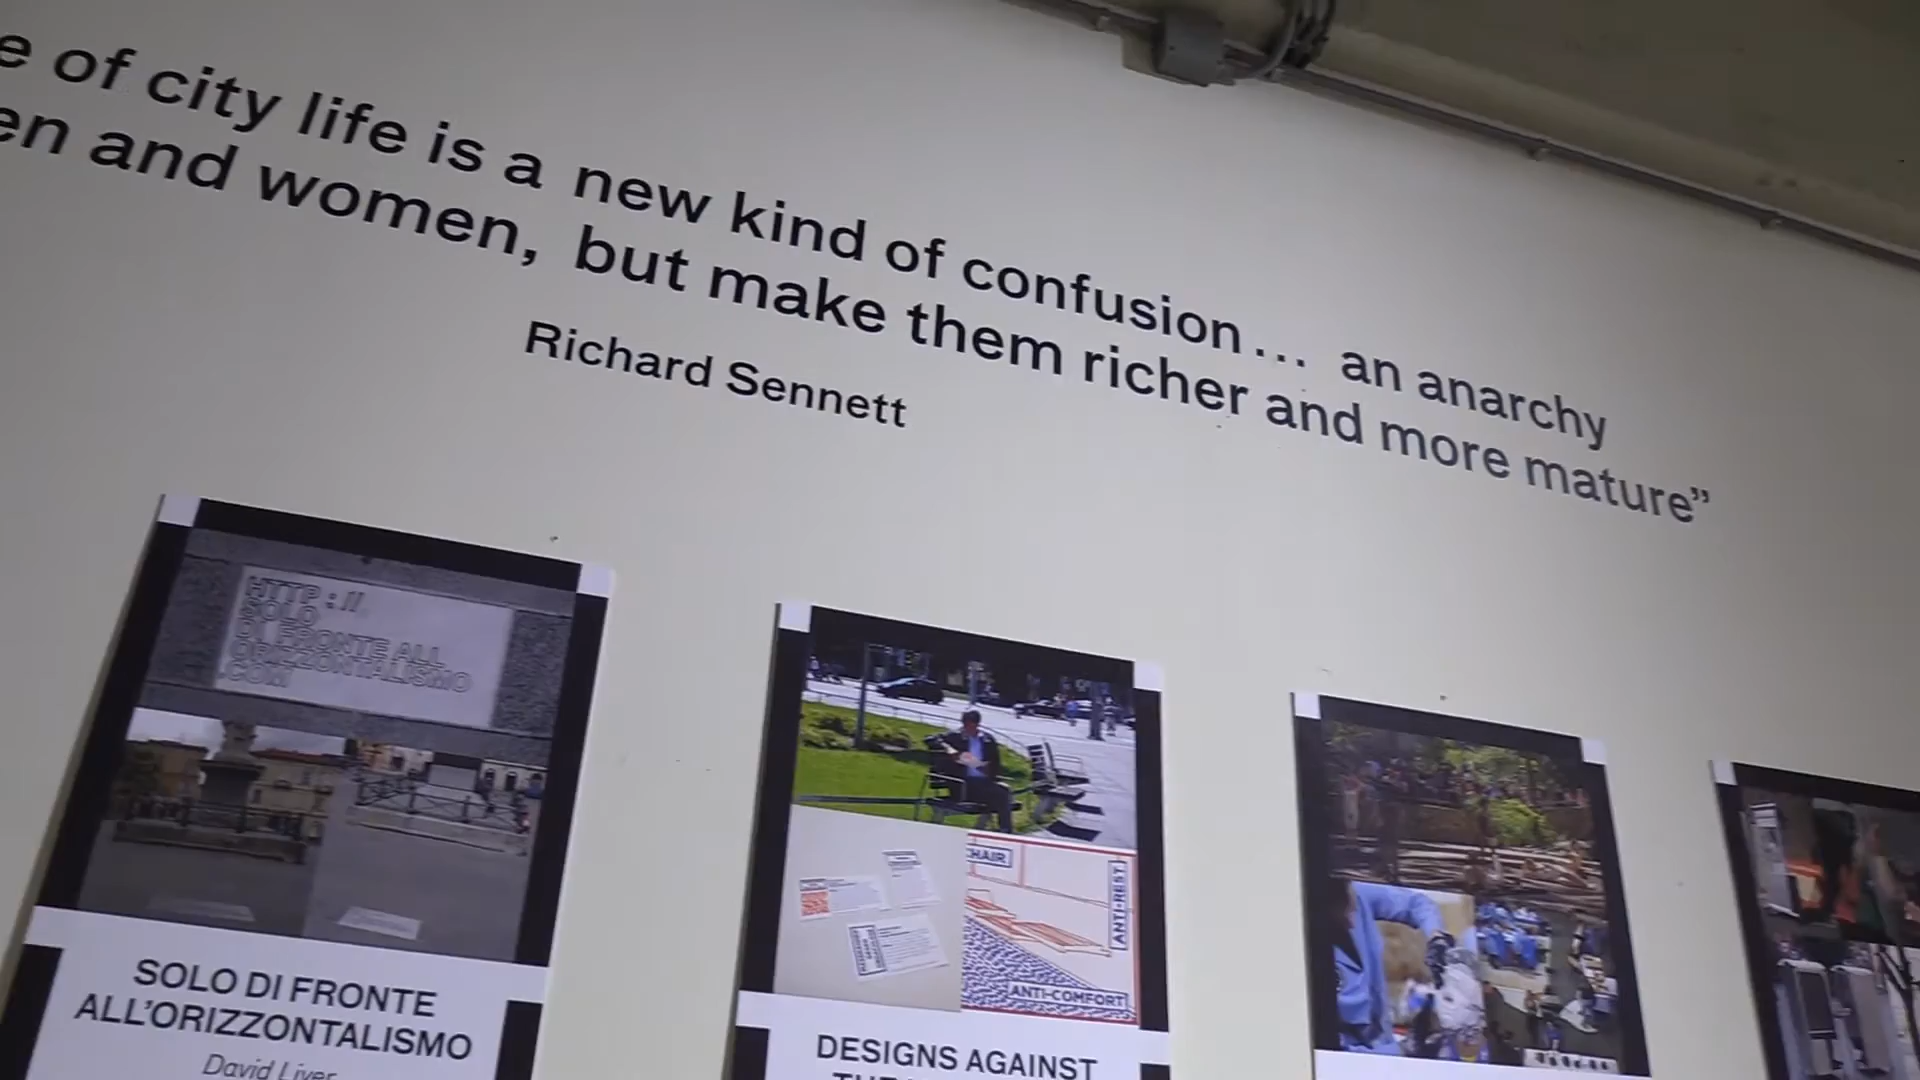 of city life is a new kind of confusion... an anarchy
and women, but make them richer and more mature”
Richard Sennett
HTTP://
SOLO
DI FRONTE ALL
ORIZZONTALISMO
.COM
SOLO DI FRONTE
ALL’ORIZZONTALISMO
David Liver
CHAIR
ANTI-REST
ANTI-COMFORT
DESIGNS AGAINST